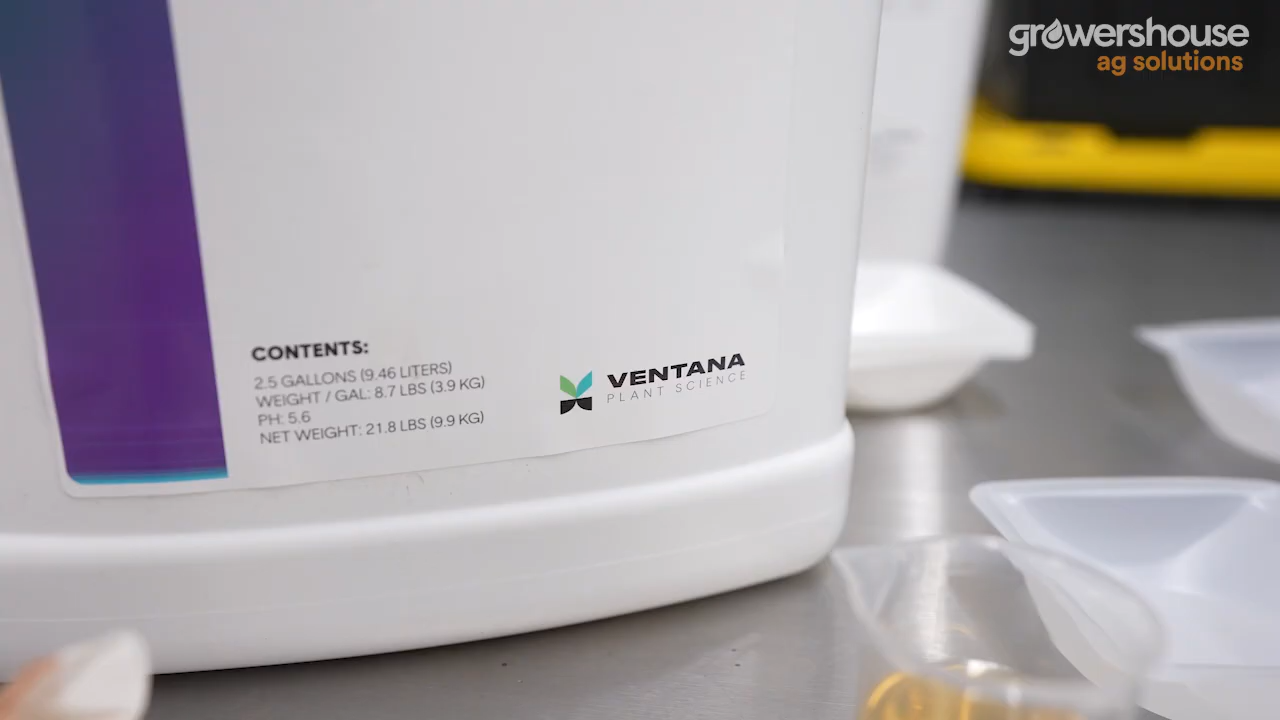 growershouse
ag solutions
CONTENTS:
2.5 GALLONS (9.46 LITERS)
WEIGHT / GAL: 8.7 LBS (3.9 KG)
PH: 5.6
NET WEIGHT: 21.8 LBS (9.9 KG)
VENTANA
PLANT SCIENCE